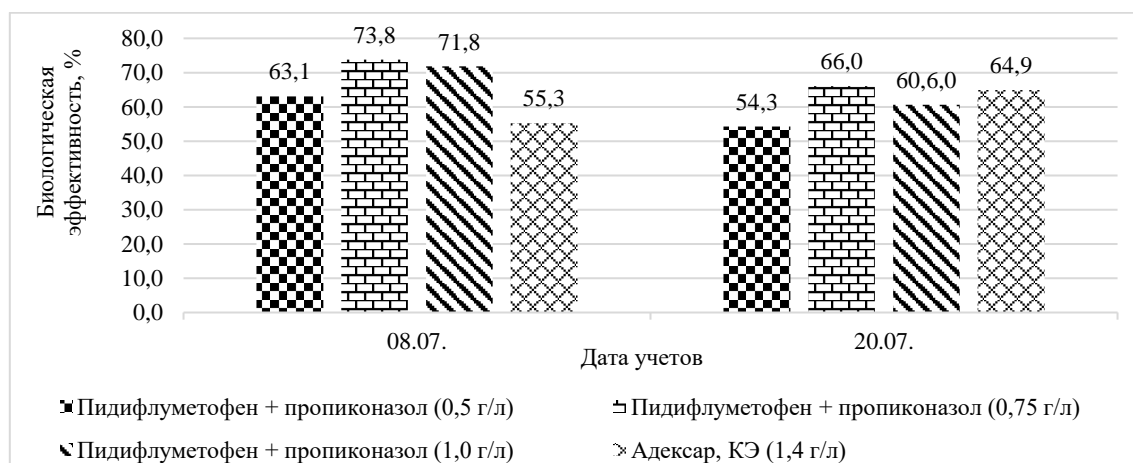 Биологическая
эффективность, %
80,0
70,0
60,0
50,0
40,0
30,0
20,0
10,0
0,0
63,1
73,8
71,8
55,3
54,3
66,0
60,6,0
64,9
08.07.
20.07.
Дата учетов
Пидифлуметофен + пропиконазол (0,5 г/л)
Пидифлуметофен + пропиконазол (0,75 г/л)
Пидифлуметофен + пропиконазол (1,0 г/л)
Адексар, КЭ (1,4 г/л)